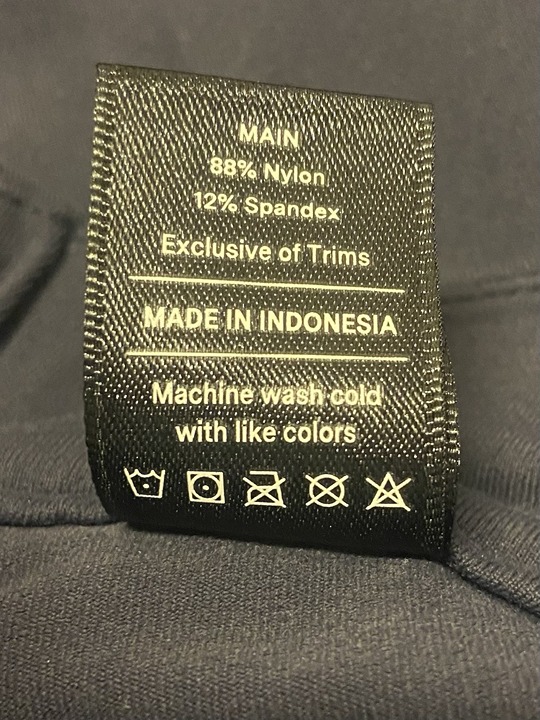 MAIN
88% Nylon
12% Spandex
Exclusive of Trims
MADE IN INDONESIA
Machine wash cold
with like colors